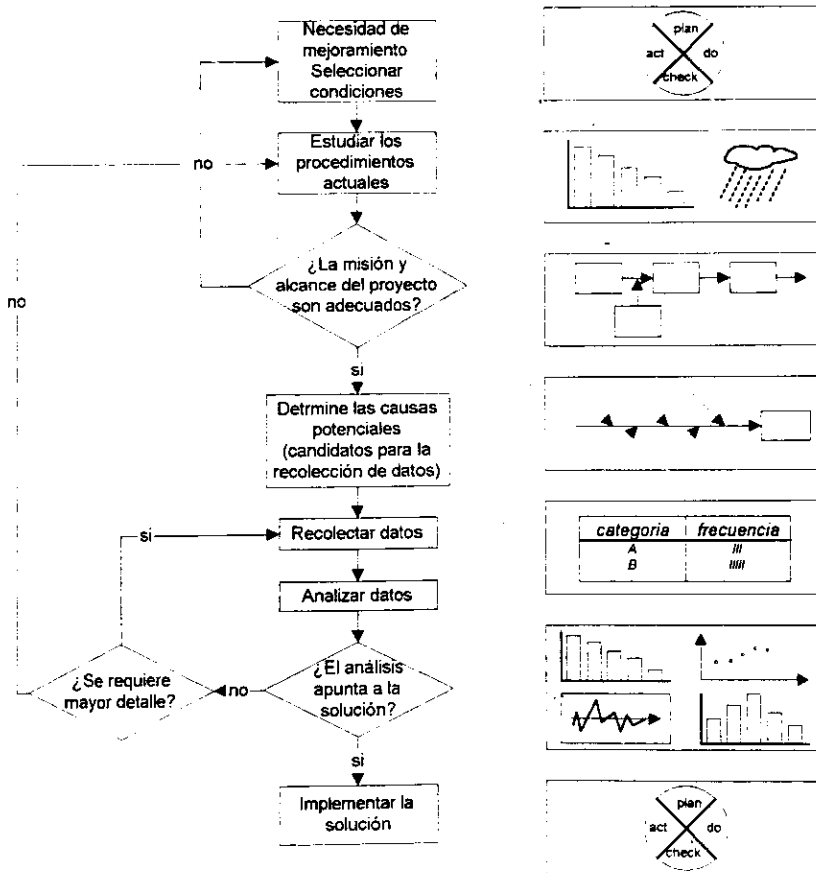 Necesidad de
mejoramiento
Seleccionar
condiciones
plan
act
do
check
no
Estudiar los
procedimientos
actuales
¿La misión y
alcance del proyecto
son adecuados?
no
si
Detrmine las causas
potenciales
(candidatos para la
recolección de datos)
si
Recolectar datos
categoria
frecuencia
A
III
B
IIIII
Analizar datos
¿Se requiere
mayor detalle?
no
¿El análisis
apunta a la
solución?
si
Implementar la
solución
plan
act
do
check